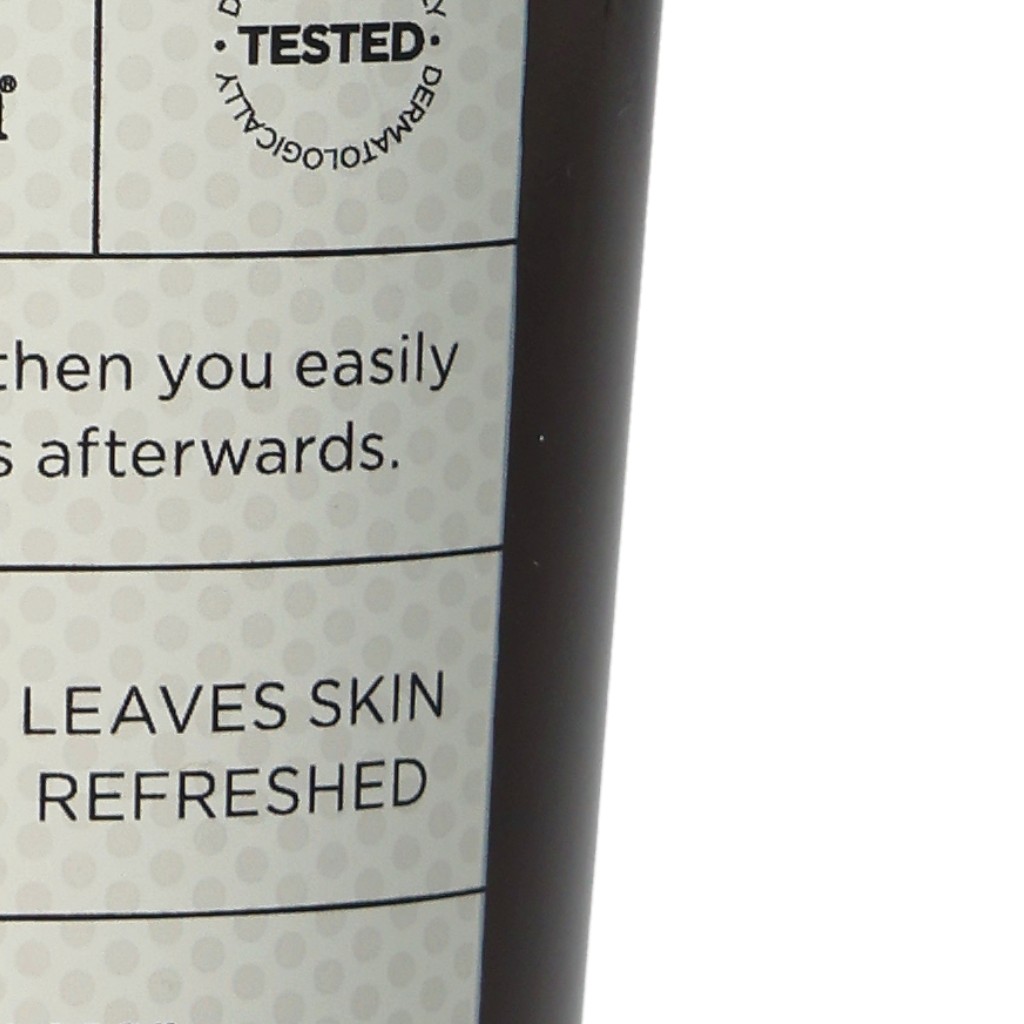 ®
· TESTED ·
DERMATOLOGICALLY
then you easily
s afterwards.
LEAVES SKIN
REFRESHED